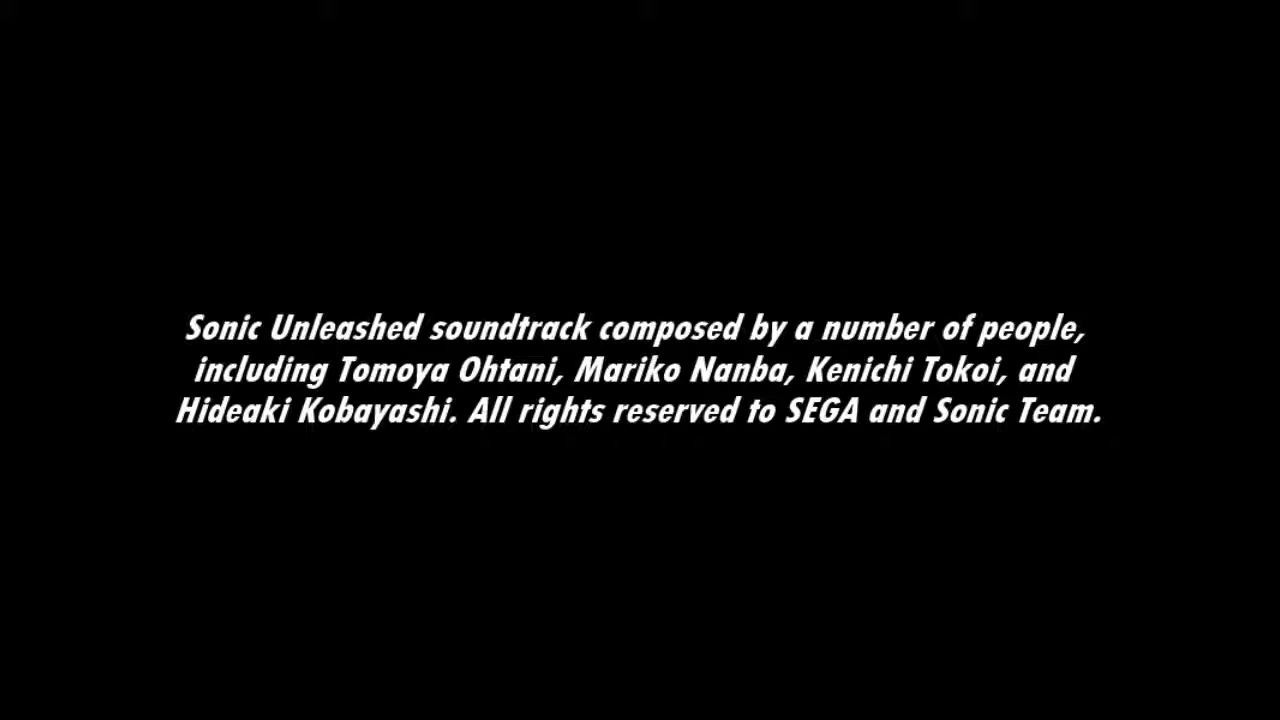 Sonic Unleashed soundtrack composed by a number of people,
including Tomoya Ohtani, Mariko Nanba, Kenichi Tokoi, and
Hideaki Kobayashi. All rights reserved to SEGA and Sonic Team.